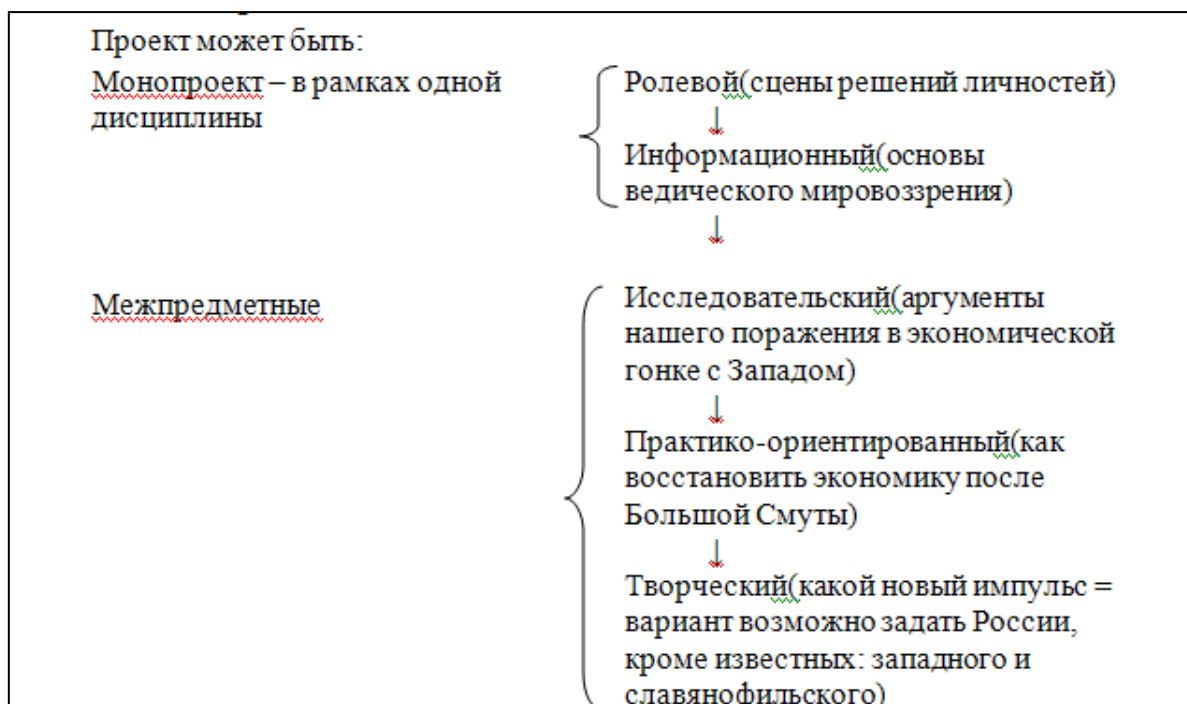 Проект может быть:
Монопроект – в рамках одной
дисциплины
Ролевой(сцены решений личностей)
Информационный(основы
ведического мировоззрения)
Межпредметные
Исследовательский(аргументы
нашего поражения в экономической
гонке с Западом)
Практико-ориентированный(как
восстановить экономику после
Большой Смуты)
Творческий(какой новый импульс =
вариант возможно задать России,
кроме известных: западного и
славянофильского)